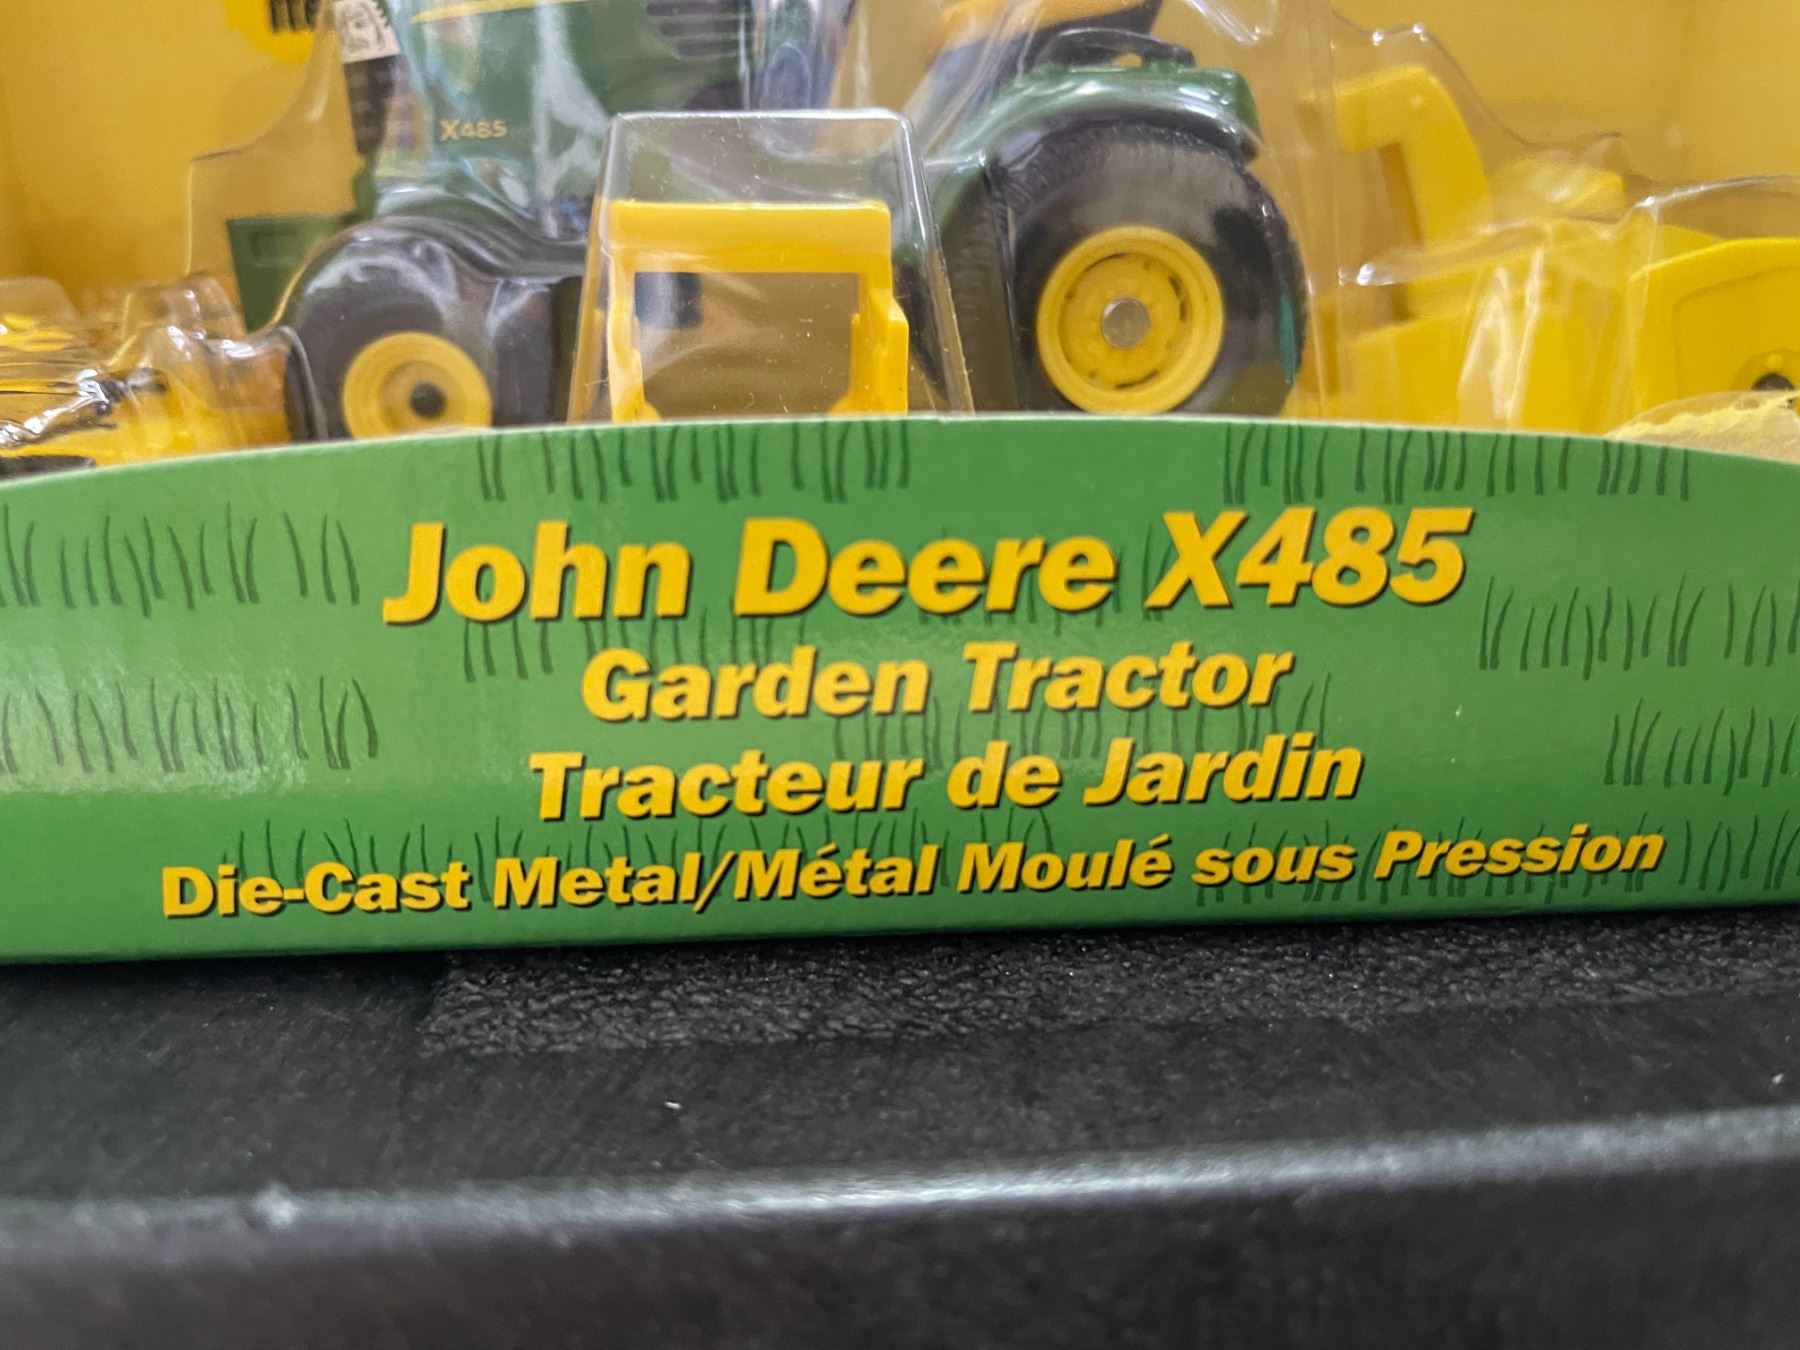 X485
John Deere X485
Garden Tractor
Tracteur de Jardin
Die-Cast Metal/Métal Moulé sous Pression